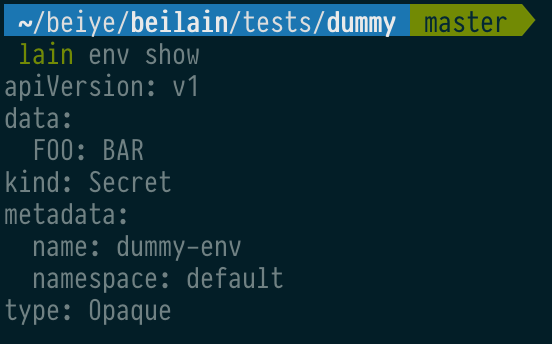 ~/beiye/beilain/tests/dummy master
lain env show
apiVersion: v1
data:
  FOO: BAR
kind: Secret
metadata:
  name: dummy-env
  namespace: default
type: Opaque